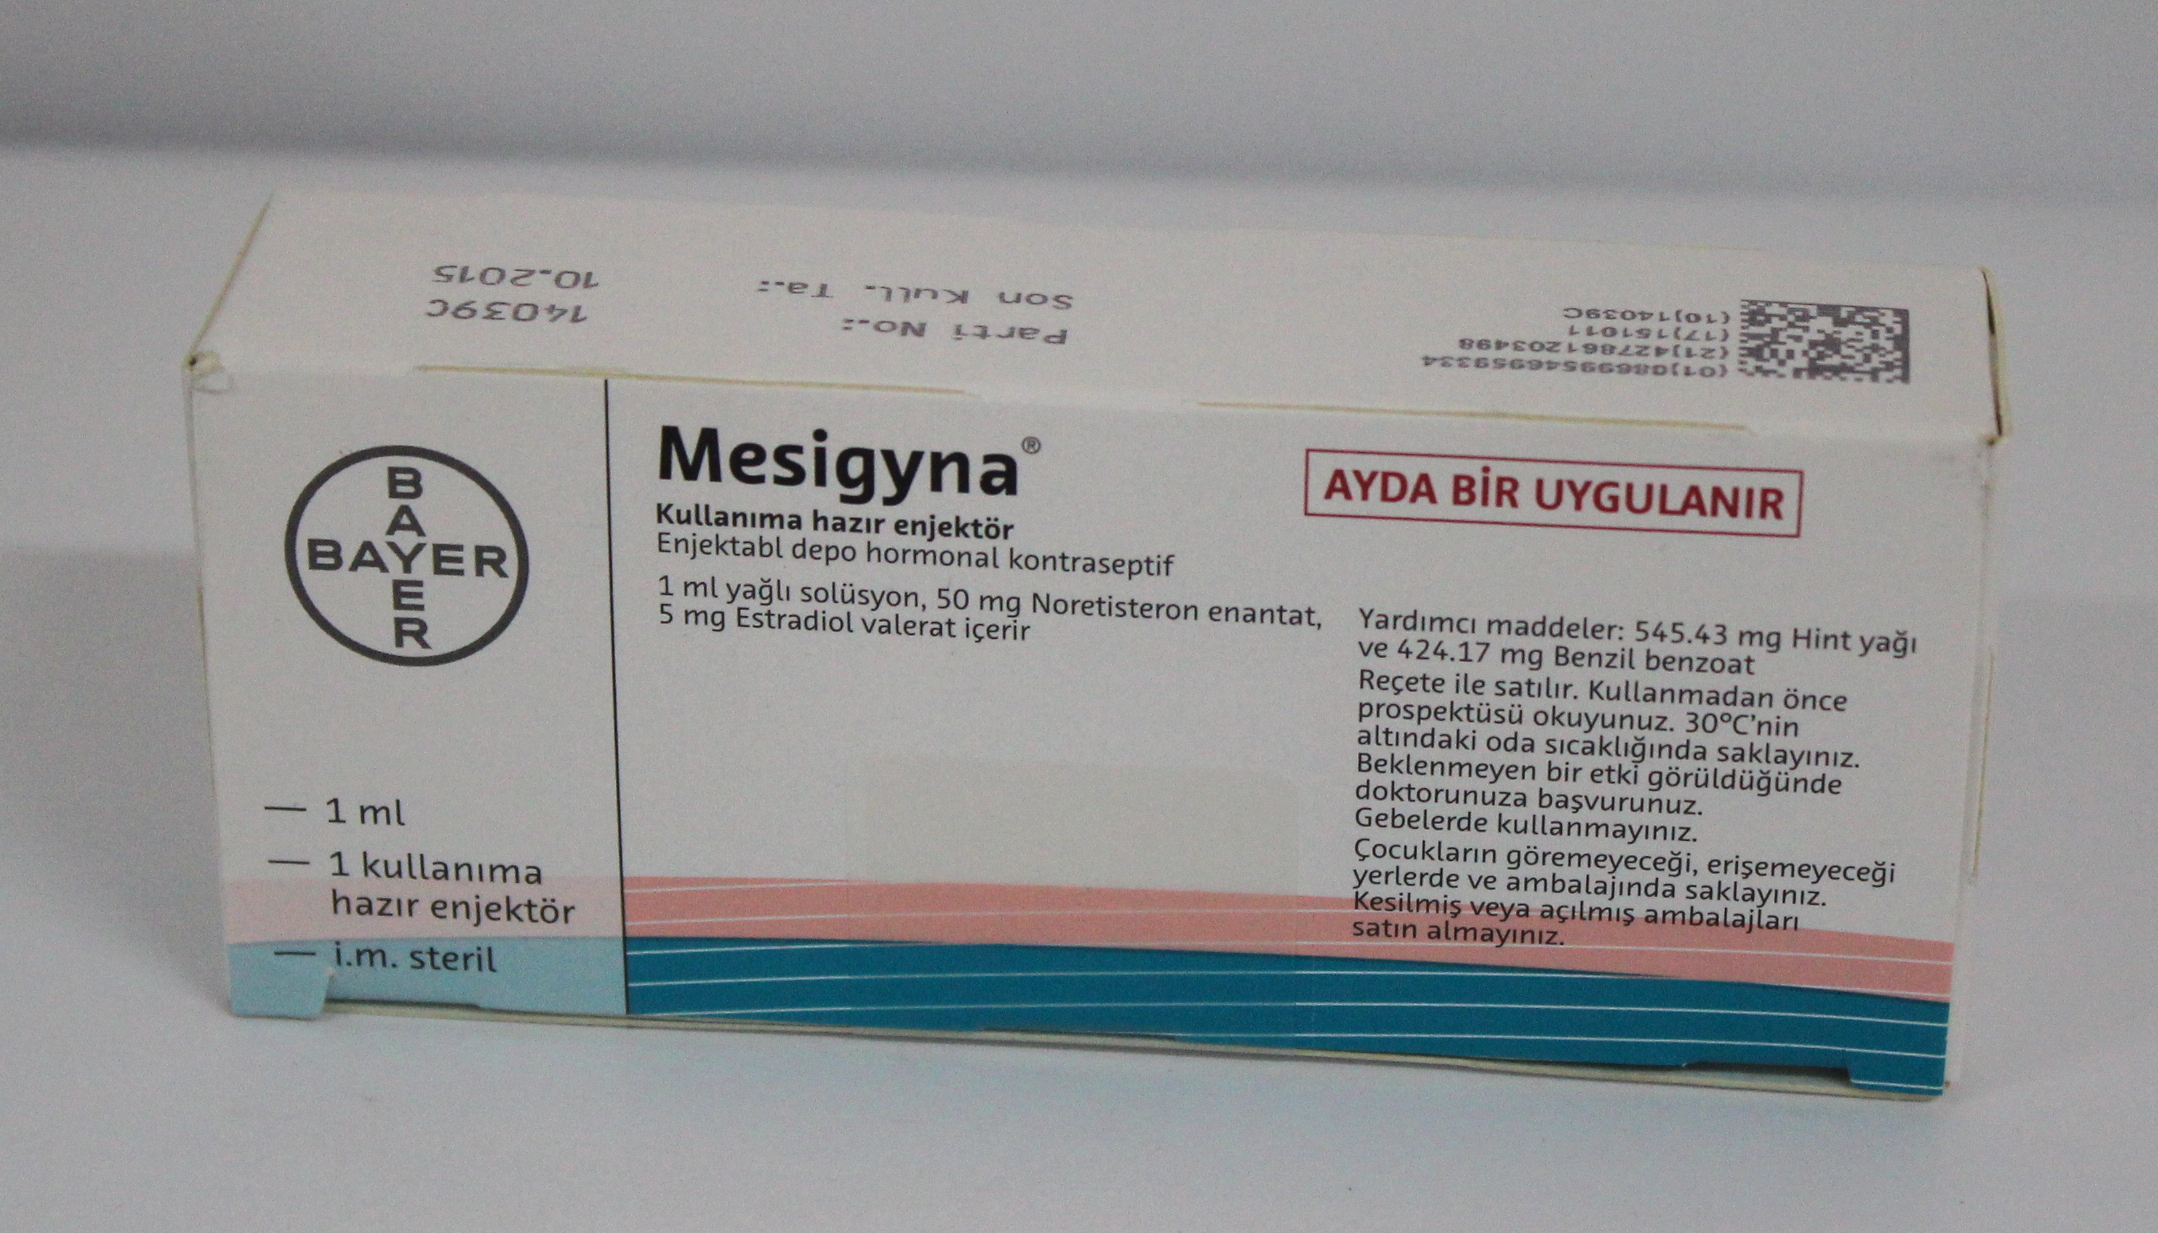 Parti No.: 14039C
Son Kull. Ta.: 10.2015
(01)08699546959334
(21)427861203498
(17)151011
(10)14039C
BAYER
BAYER
Mesigyna®
Kullanıma hazır enjektör
Enjektabl depo hormonal kontraseptif
1 ml yağlı solüsyon, 50 mg Noretisteron enantat,
5 mg Estradiol valerat içerir
AYDA BİR UYGULANIR
Yardımcı maddeler: 545.43 mg Hint yağı
ve 424.17 mg Benzil benzoat
Reçete ile satılır. Kullanmadan önce
prospektüsü okuyunuz. 30°C'nin
altındaki oda sıcaklığında saklayınız.
Beklenmeyen bir etki görüldüğünde
doktorunuza başvurunuz.
Gebelerde kullanmayınız.
Çocukların göremeyeceği, erişemeyeceği
yerlerde ve ambalajında saklayınız.
Kesilmiş veya açılmış ambalajları
satın almayınız.
— 1 ml
— 1 kullanıma
hazır enjektör
— i.m. steril